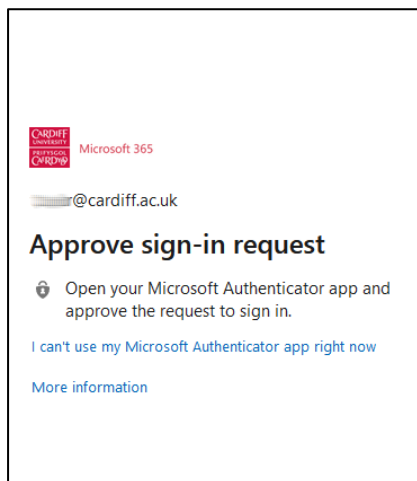 CARDIFF
UNIVERSITY
PRIFYSGOL
CAERDYDD
Microsoft 365
r@cardiff.ac.uk
Approve sign-in request
Open your Microsoft Authenticator app and
approve the request to sign in.
I can't use my Microsoft Authenticator app right now
More information